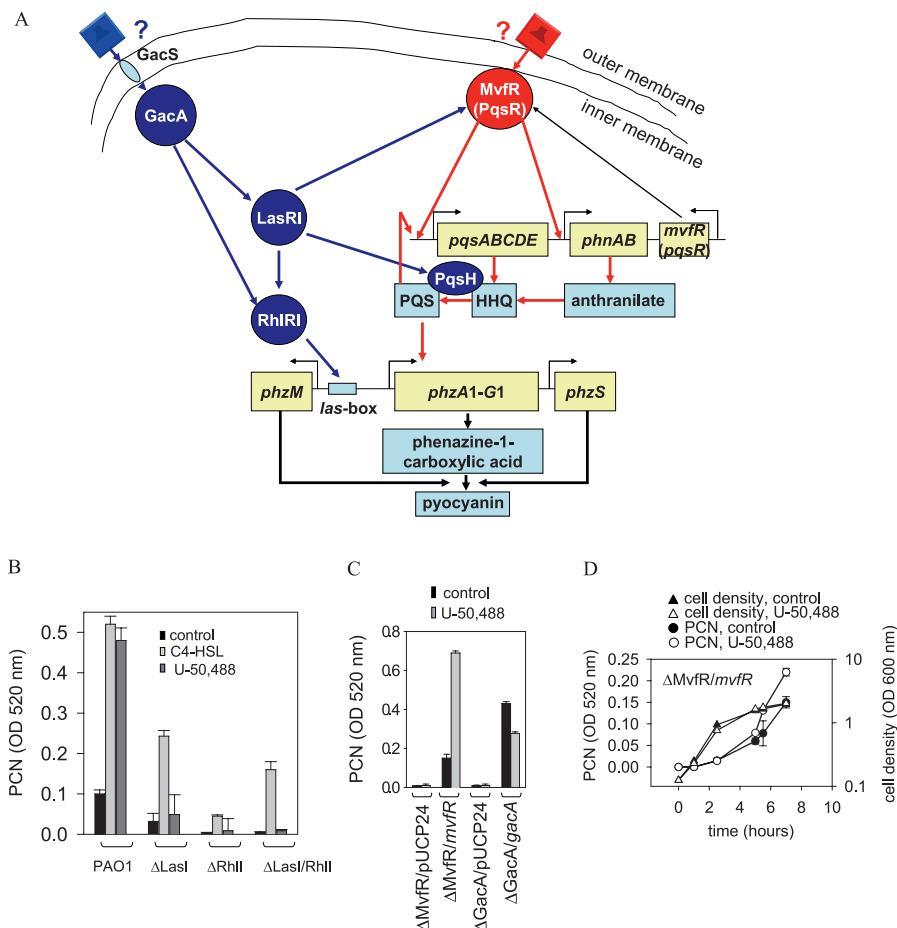 A
?
GacS
GacA
?
MvfR
(PqsR)
outer membrane
inner membrane
LasRI
RhlRI
pqsABCDE
phnAB
mvfR
(pqsR)
PqsH
PQS
HHQ
anthranilate
phzM
las-box
phzA1-G1
phzS
phenazine-1-
carboxylic acid
pyocyanin
B
PCN (OD 520 nm)
0.5
0.4
0.3
0.2
0.1
0.0
control
C4-HSL
U-50,488
PAO1
ΔLasI
ΔRhlI
ΔLasI/RhlI
C
control
U-50,488
PCN (OD 520 nm)
0.8
0.6
0.4
0.2
0.0
ΔMvfR/pUCP24
ΔMvfR/mvfR
ΔGacA/pUCP24
ΔGacA/gacA
D
cell density, control
cell density, U-50,488
PCN, control
PCN, U-50,488
ΔMvfR/mvfR
PCN (OD 520 nm)
0.25
0.20
0.15
0.10
0.05
0.00
10
1
0.1
cell density (OD 600 nm)
0 2 4 6 8 10
time (hours)